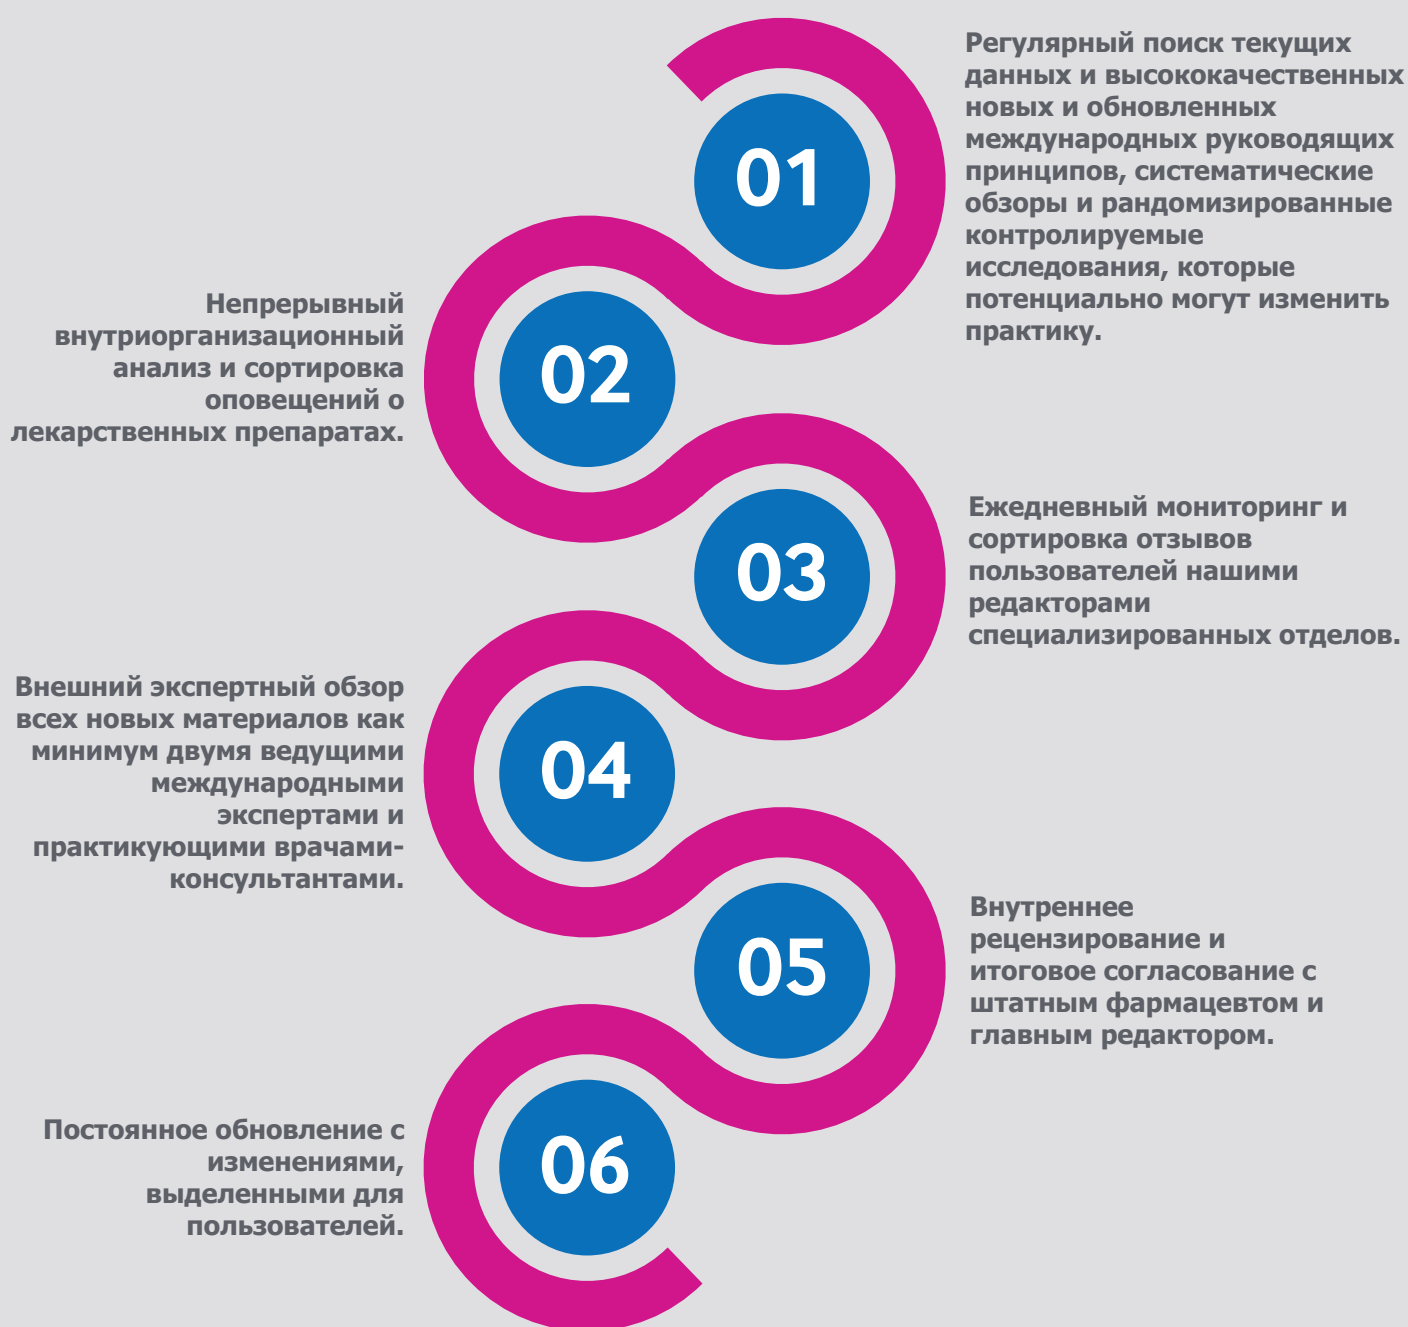 01
Регулярный поиск текущих
данных и высококачественных
новых и обновленных
международных руководящих
принципов, систематические
обзоры и рандомизированные
контролируемые
исследования, которые
потенциально могут изменить
практику.
02
Непрерывный
внутриорганизационный
анализ и сортировка
оповещений о
лекарственных препаратах.
03
Ежедневный мониторинг и
сортировка отзывов
пользователей нашими
редакторами
специализированных отделов.
04
Внешний экспертный обзор
всех новых материалов как
минимум двумя ведущими
международными
экспертами и
практикующими врачами-
консультантами.
05
Внутреннее
рецензирование и
итоговое согласование с
штатным фармацевтом и
главным редактором.
06
Постоянное обновление с
изменениями,
выделенными для
пользователей.